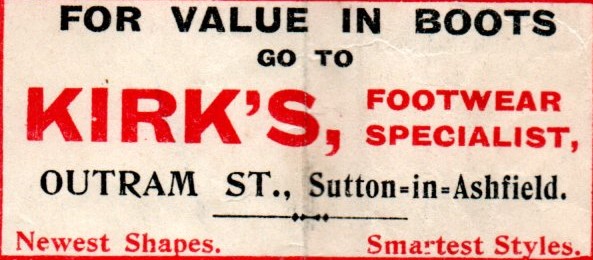 FOR VALUE IN BOOTS
GO TO
KIRK'S, FOOTWEAR
SPECIALIST,
OUTRAM ST., Sutton=in=Ashfield.
Newest Shapes. Smartest Styles.